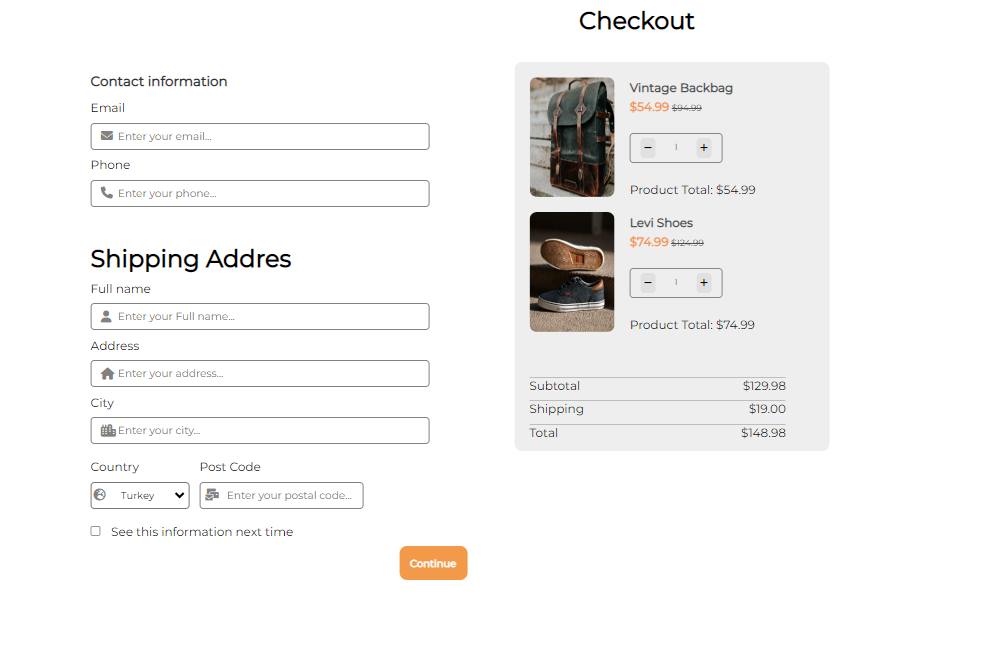 Checkout
Contact information
Email
Enter your email...
Phone
Enter your phone...
Shipping Addres
Full name
Enter your Full name...
Address
Enter your address...
City
Enter your city...
Country Post Code
Turkey Enter your postal code...
See this information next time
Continue
Vintage Backbag
$54.99 $94.99
− 1 +
Product Total: $54.99
Levi Shoes
$74.99 $124.99
− 1 +
Product Total: $74.99
Subtotal $129.98
Shipping $19.00
Total $148.98